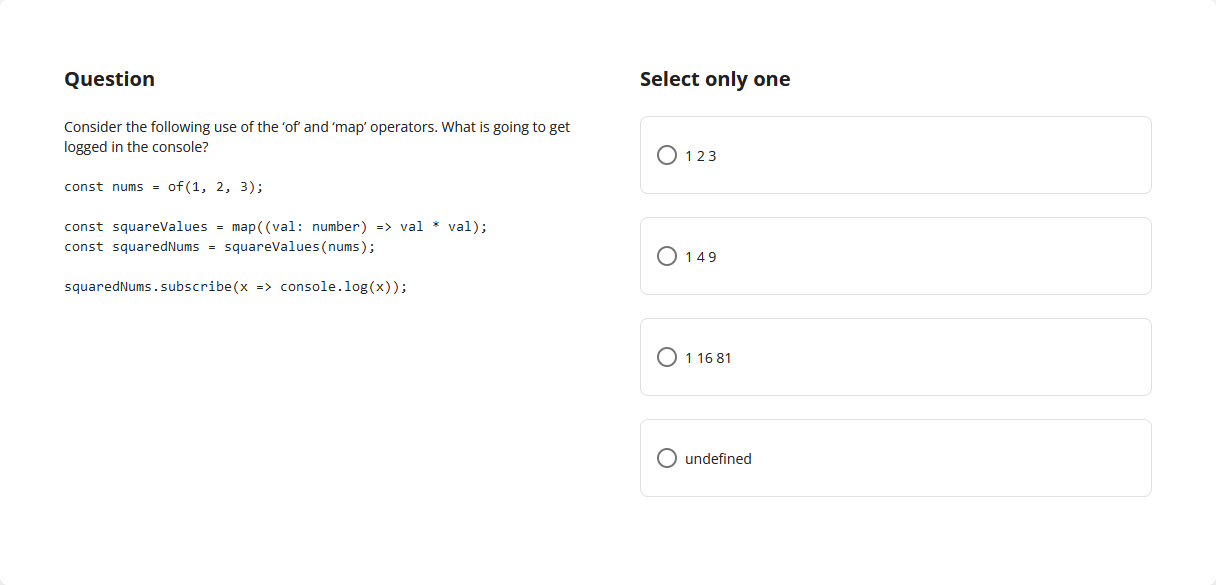 Question
Consider the following use of the ‘of’ and ‘map’ operators. What is going to get
logged in the console?
const nums = of(1, 2, 3);
const squareValues = map((val: number) => val * val);
const squaredNums = squareValues(nums);
squaredNums.subscribe(x => console.log(x));
Select only one
1 2 3
1 4 9
1 16 81
undefined